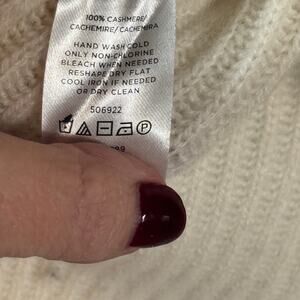 100% CASHMERE/
CACHEMIRE/ CACHEMIRA
HAND WASH COLD
ONLY NON-CHLORINE
BLEACH WHEN NEEDED
RESHAPE DRY FLAT
COOL IRON IF NEEDED
OR DRY CLEAN
506922